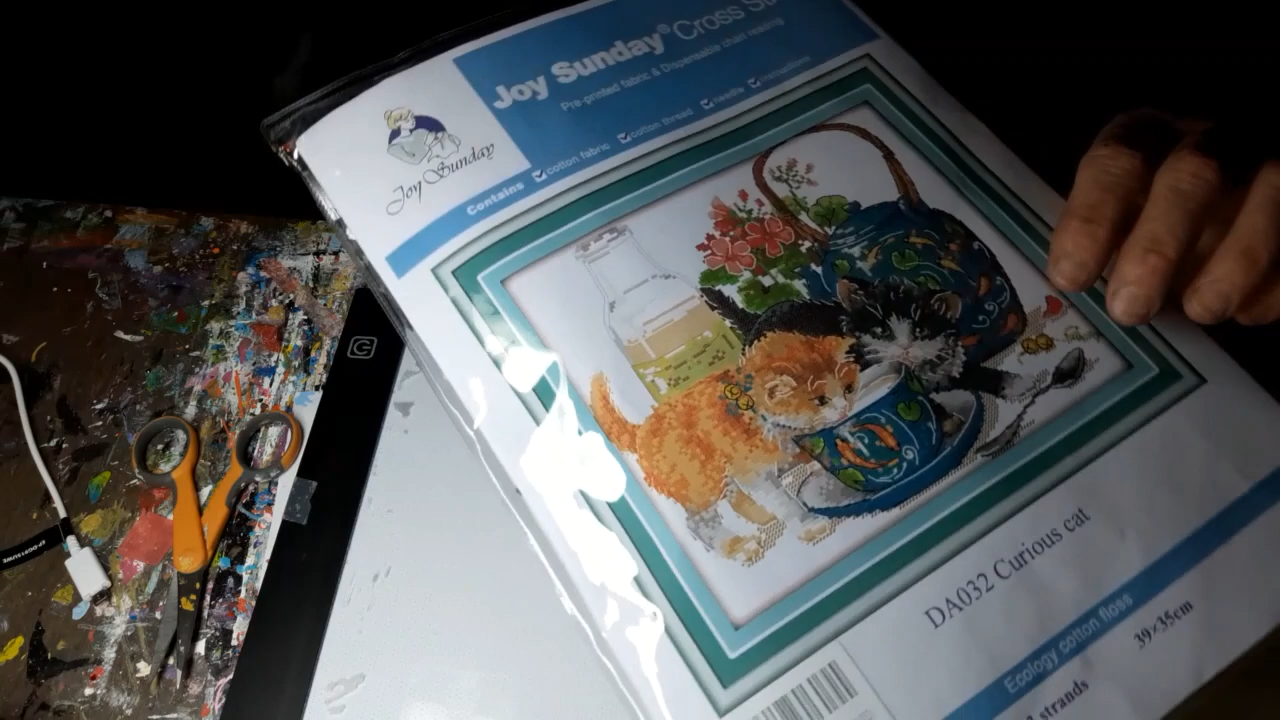 Joy Sunday® Cross St
Pre-printed fabric & Dispensable chart reading
Joy Sunday
Contains ☑cotton fabric ☑cotton thread ☑needle ☑instructions
DA032 Curious cat
Ecology cotton floss
39×35cm
strands